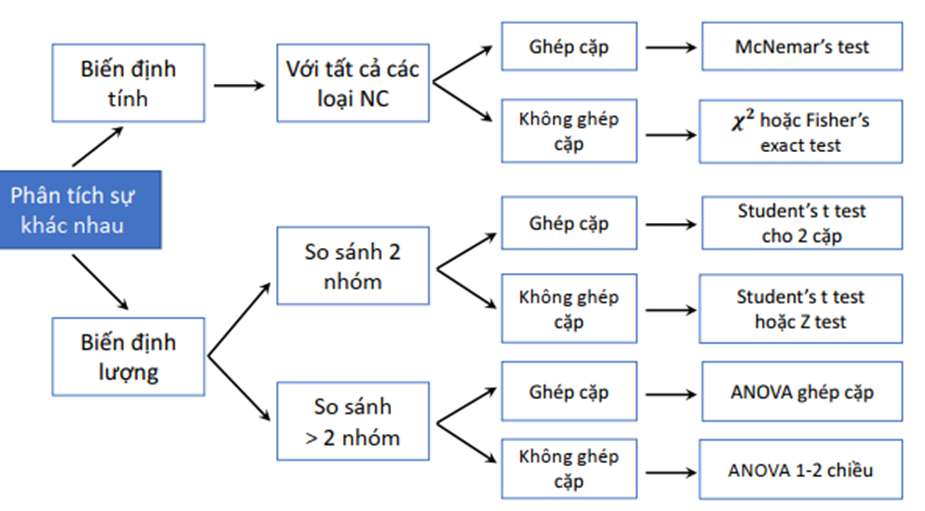 Phân tích sự
khác nhau
Biến định
tính
Với tất cả các
loại NC
Ghép cặp
McNemar's test
Không ghép
cặp
𝝌² hoặc Fisher's
exact test
Biến định
lượng
So sánh 2
nhóm
Ghép cặp
Student's t test
cho 2 cặp
Không ghép
cặp
Student's t test
hoặc Z test
So sánh
> 2 nhóm
Ghép cặp
ANOVA ghép cặp
Không ghép
cặp
ANOVA 1-2 chiều